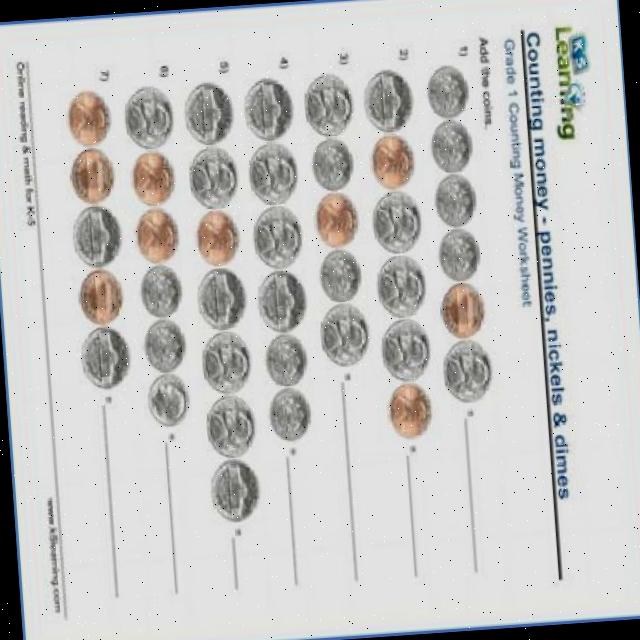 K5 Learning
Counting money - pennies, nickels & dimes
Grade 1 Counting Money Worksheet
Add the coins.
1)
=
2)
=
3)
=
4)
=
5)
=
6)
=
7)
=
Online reading & math for K-5
www.k5learning.com